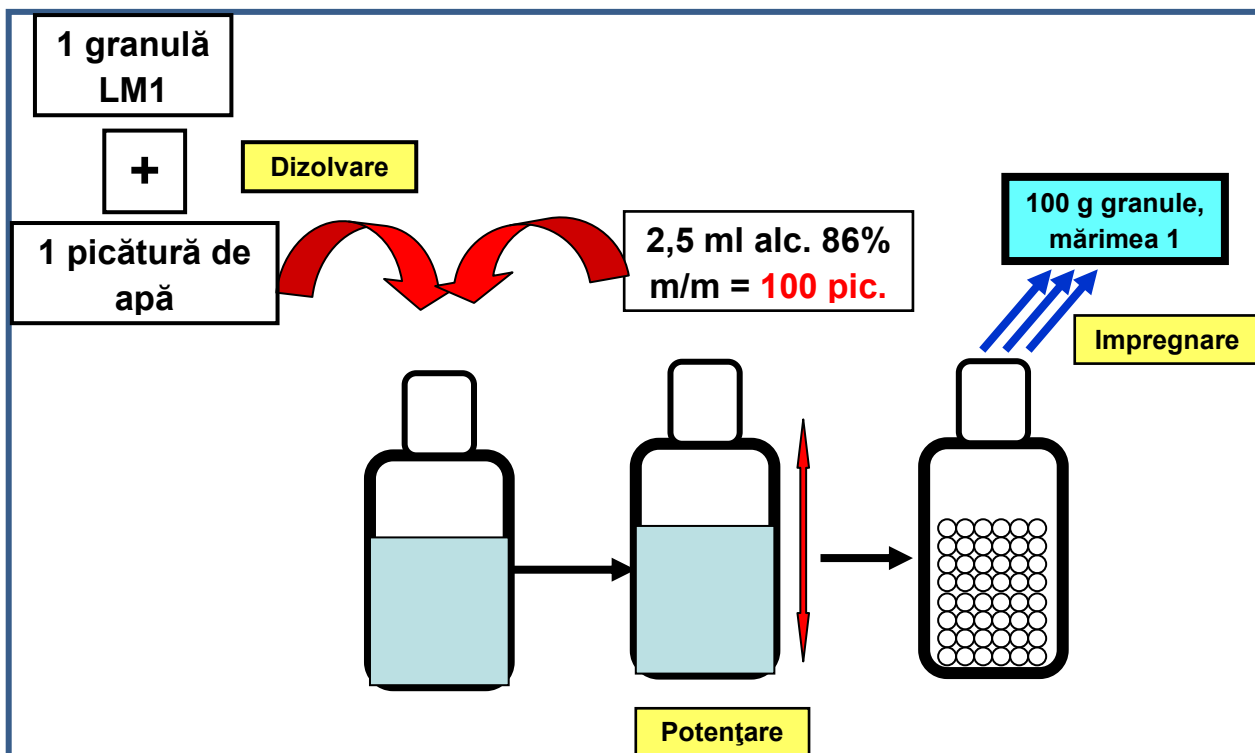 1 granulă
LM1
+
1 picătură de
apă
Dizolvare
2,5 ml alc. 86%
m/m = 100 pic.
100 g granule,
mărimea 1
Impregnare
Potenţare